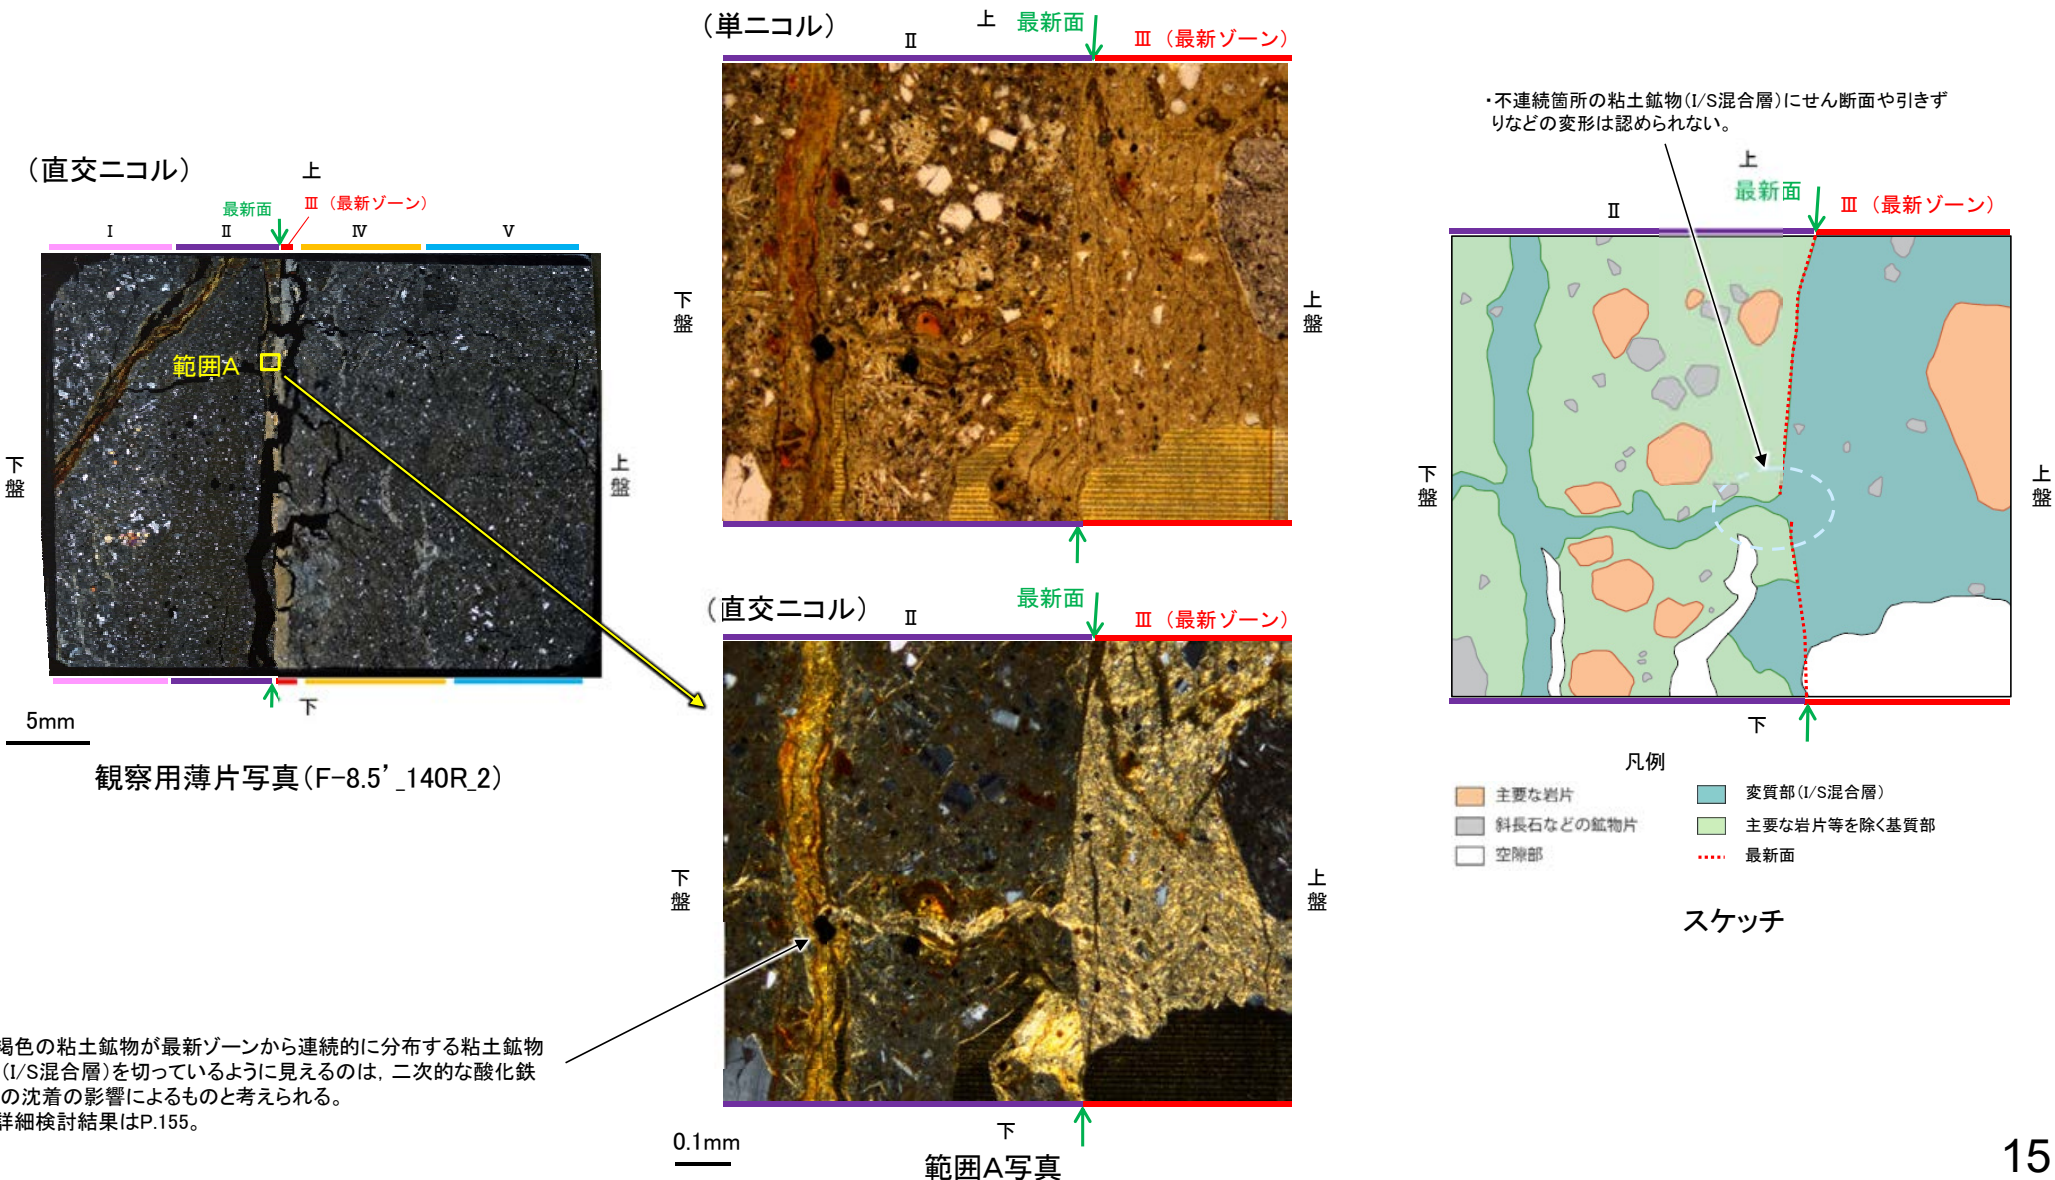 (単ニコル)
上
最新面
Ⅱ
Ⅲ (最新ゾーン)
下盤
上盤
(直交ニコル)
上
最新面
Ⅲ (最新ゾーン)
Ⅰ
Ⅱ
Ⅳ
Ⅴ
範囲A
下盤
上盤
下
5mm
観察用薄片写真(F-8.5’_140R_2)
(直交ニコル)
Ⅱ
最新面
Ⅲ (最新ゾーン)
下盤
上盤
下
0.1mm
範囲A写真
褐色の粘土鉱物が最新ゾーンから連続的に分布する粘土鉱物
(I/S混合層)を切っているように見えるのは,二次的な酸化鉄
の沈着の影響によるものと考えられる。
詳細検討結果はP.155。
・不連続箇所の粘土鉱物(I/S混合層)にせん断面や引きず
りなどの変形は認められない。
上
最新面
Ⅱ
Ⅲ (最新ゾーン)
下盤
上盤
下
凡例
主要な岩片
斜長石などの鉱物片
空隙部
変質部(I/S混合層)
主要な岩片等を除く基質部
最新面
スケッチ
15